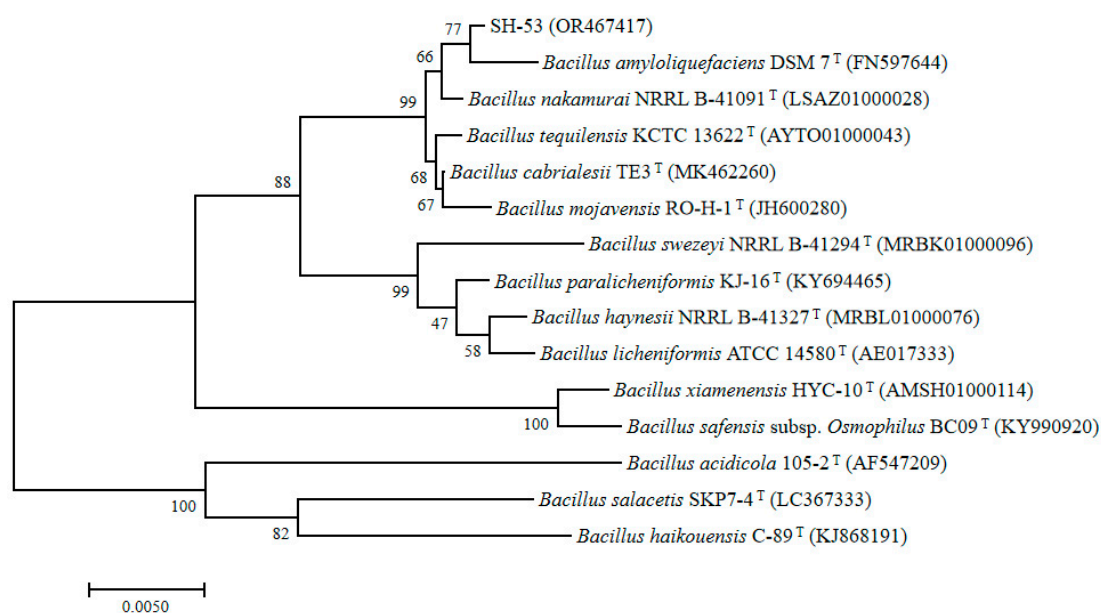 77
SH-53 (OR467417)
66
Bacillus amyloliquefaciens DSM 7 T (FN597644)
99
Bacillus nakamurai NRRL B-41091 T (LSAZ01000028)
Bacillus tequilensis KCTC 13622 T (AYTO01000043)
68
Bacillus cabrialesii TE3 T (MK462260)
88
67
Bacillus mojavensis RO-H-1 T (JH600280)
Bacillus swezeyi NRRL B-41294 T (MRBK01000096)
99
Bacillus paralicheniformis KJ-16 T (KY694465)
47
Bacillus haynesii NRRL B-41327 T (MRBL01000076)
58
Bacillus licheniformis ATCC 14580 T (AE017333)
Bacillus xiamenensis HYC-10 T (AMSH01000114)
100
Bacillus safensis subsp. Osmophilus BC09 T (KY990920)
Bacillus acidicola 105-2 T (AF547209)
100
Bacillus salacetis SKP7-4 T (LC367333)
82
Bacillus haikouensis C-89 T (KJ868191)
0.0050